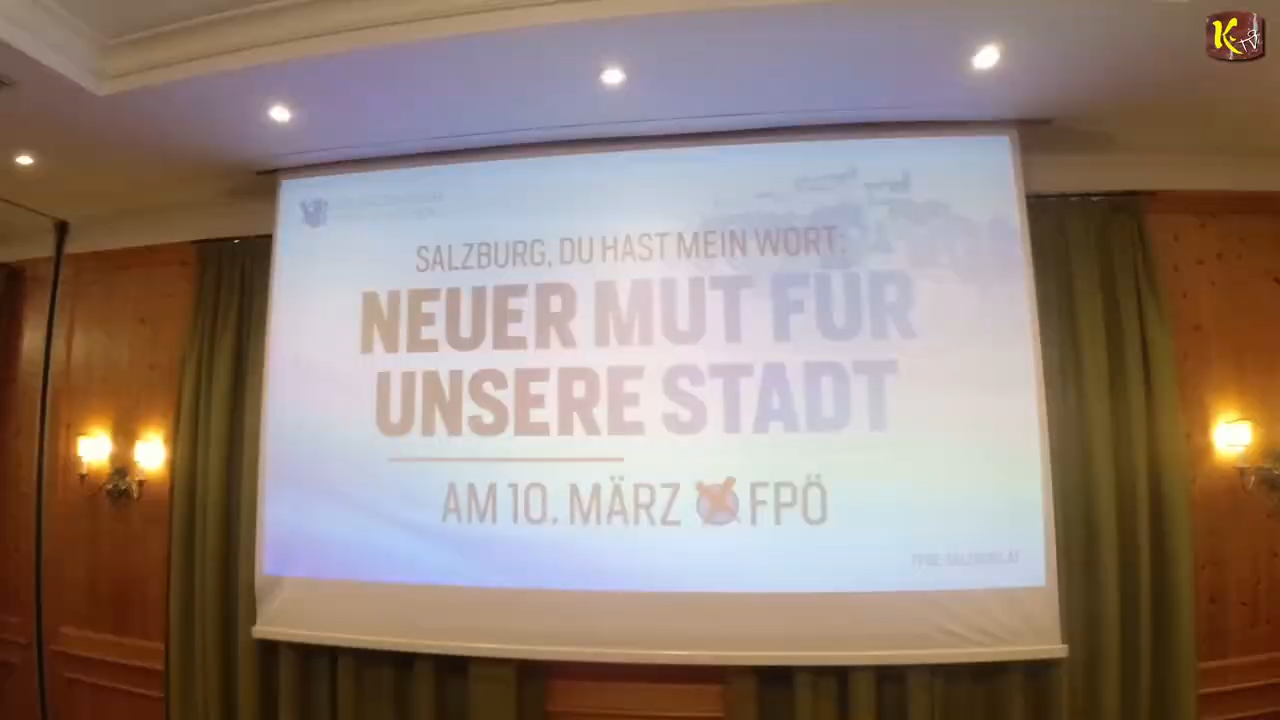 SALZBURG, DU HAST MEIN WORT:
NEUER MUT FÜR
UNSERE STADT
AM 10. MÄRZ FPÖ